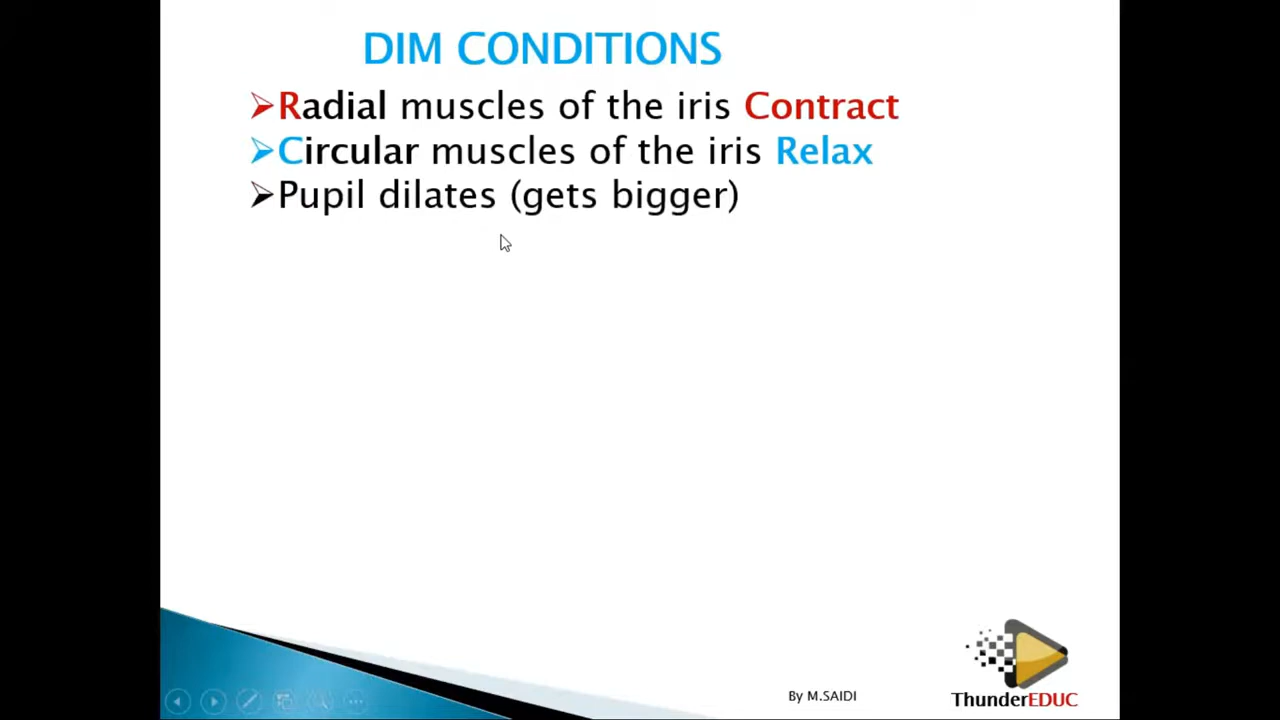 DIM CONDITIONS
Radial muscles of the iris Contract
Circular muscles of the iris Relax
Pupil dilates (gets bigger)
By M.SAIDI
ThunderEDUC